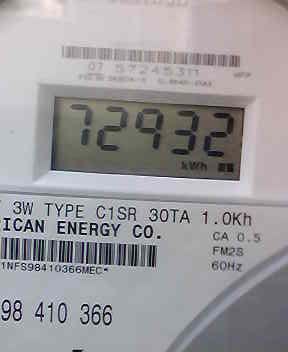 07 57245311
72932
kWh
3W TYPE C1SR 30TA 1.0Kh
ICAN ENERGY CO.
CA 0.5
FM2S
60Hz
1NFS98410366MEC*
98 410 366